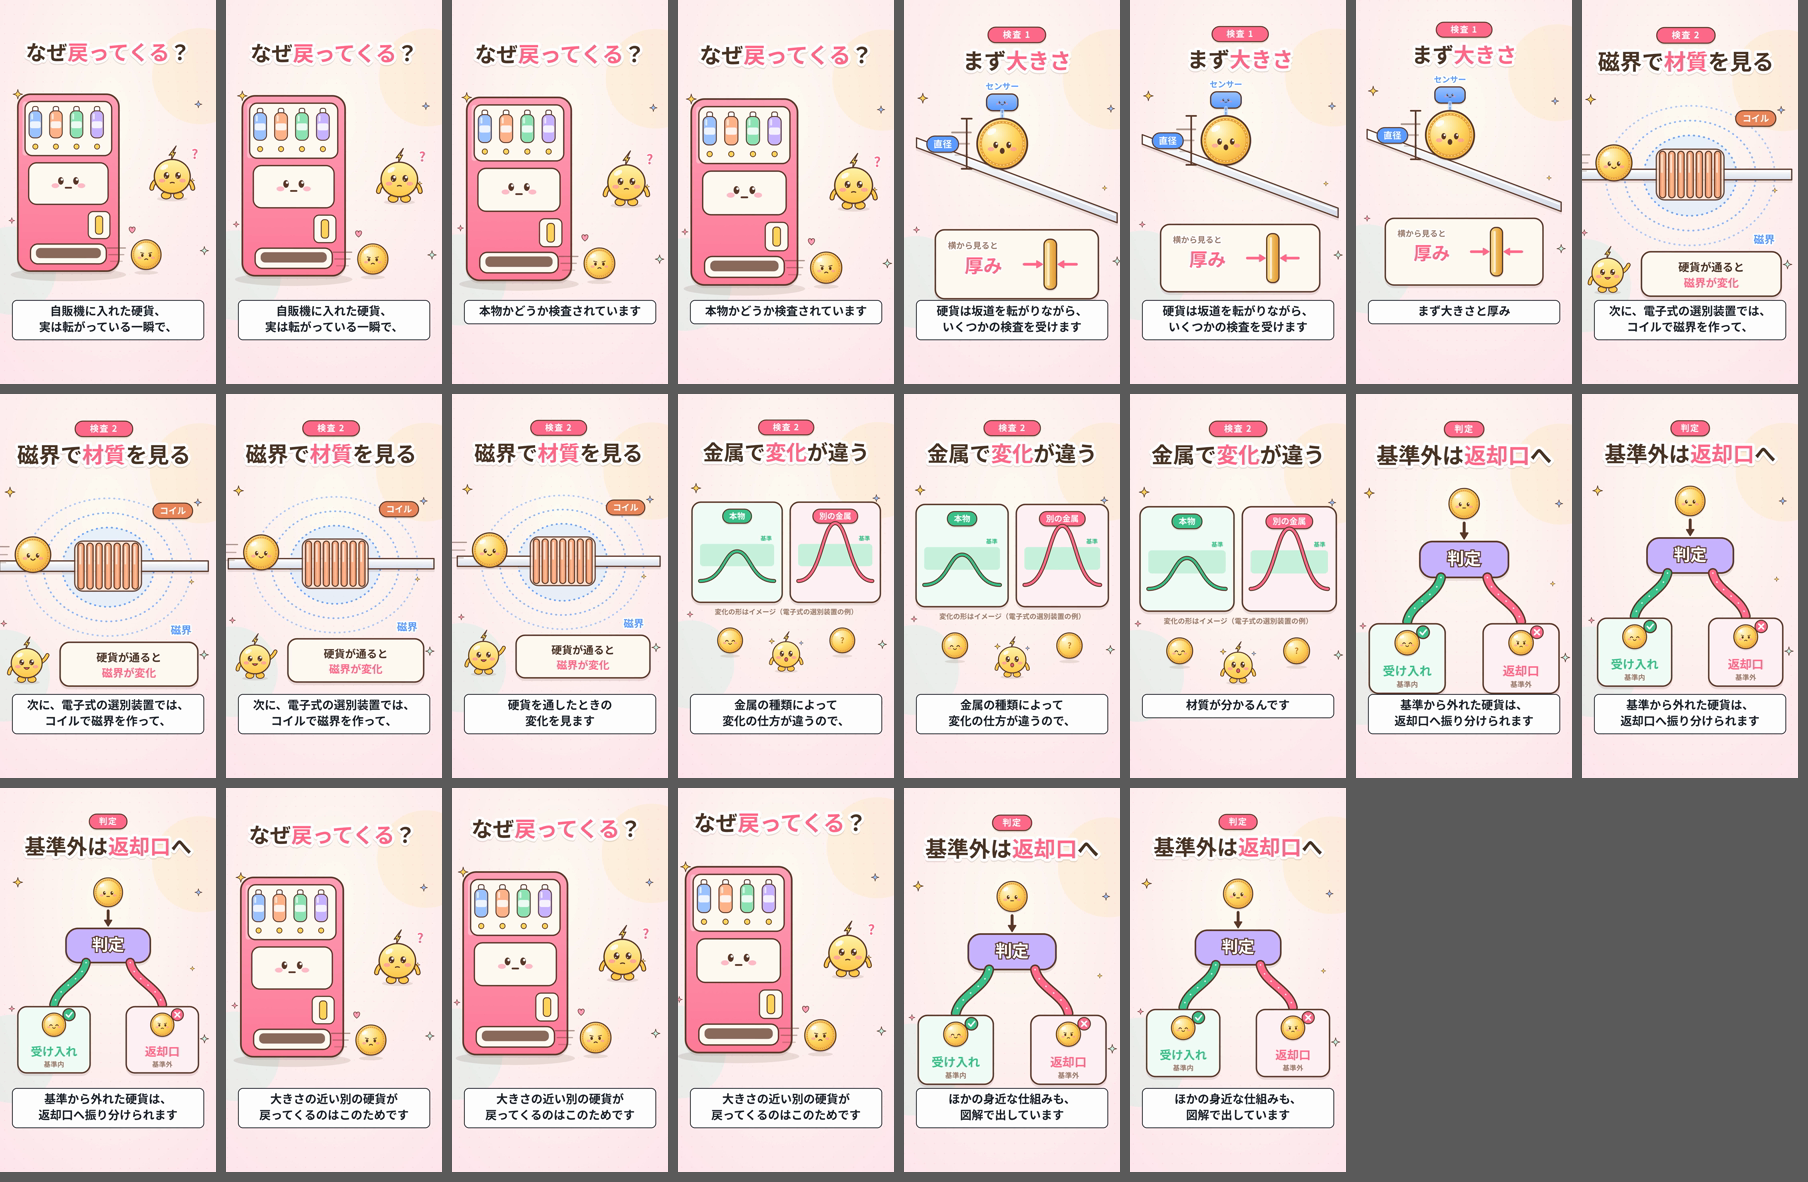 なぜ戻ってくる？
?
自販機に入れた硬貨、
実は転がっている一瞬で、
なぜ戻ってくる？
?
自販機に入れた硬貨、
実は転がっている一瞬で、
なぜ戻ってくる？
?
本物かどうか検査されています
なぜ戻ってくる？
?
本物かどうか検査されています
検査 1
まず大きさ
センサー
直径
横から見ると
厚み
硬貨は坂道を転がりながら、
いくつかの検査を受けます
検査 1
まず大きさ
センサー
直径
横から見ると
厚み
硬貨は坂道を転がりながら、
いくつかの検査を受けます
検査 1
まず大きさ
センサー
直径
横から見ると
厚み
まず大きさと厚み
検査 2
磁界で材質を見る
コイル
磁界
硬貨が通ると
磁界が変化
次に、電子式の選別装置では、
コイルで磁界を作って、
検査 2
磁界で材質を見る
コイル
磁界
硬貨が通ると
磁界が変化
次に、電子式の選別装置では、
コイルで磁界を作って、
検査 2
磁界で材質を見る
コイル
磁界
硬貨が通ると
磁界が変化
次に、電子式の選別装置では、
コイルで磁界を作って、
検査 2
磁界で材質を見る
コイル
磁界
硬貨が通ると
磁界が変化
硬貨を通したときの
変化を見ます
検査 2
金属で変化が違う
本物
別の金属
基準
基準
変化の形はイメージ（電子式の選別装置の例）
?
金属の種類によって
変化の仕方が違うので、
検査 2
金属で変化が違う
本物
別の金属
基準
基準
変化の形はイメージ（電子式の選別装置の例）
?
金属の種類によって
変化の仕方が違うので、
検査 2
金属で変化が違う
本物
別の金属
基準
基準
変化の形はイメージ（電子式の選別装置の例）
?
材質が分かるんです
判定
基準外は返却口へ
判定
受け入れ
基準内
返却口
基準外
基準から外れた硬貨は、
返却口へ振り分けられます
判定
基準外は返却口へ
判定
受け入れ
基準内
返却口
基準外
基準から外れた硬貨は、
返却口へ振り分けられます
判定
基準外は返却口へ
判定
受け入れ
基準内
返却口
基準外
基準から外れた硬貨は、
返却口へ振り分けられます
なぜ戻ってくる？
?
大きさの近い別の硬貨が
戻ってくるのはこのためです
なぜ戻ってくる？
?
大きさの近い別の硬貨が
戻ってくるのはこのためです
なぜ戻ってくる？
?
大きさの近い別の硬貨が
戻ってくるのはこのためです
判定
基準外は返却口へ
判定
受け入れ
基準内
返却口
基準外
ほかの身近な仕組みも、
図解で出しています
判定
基準外は返却口へ
判定
受け入れ
基準内
返却口
基準外
ほかの身近な仕組みも、
図解で出しています